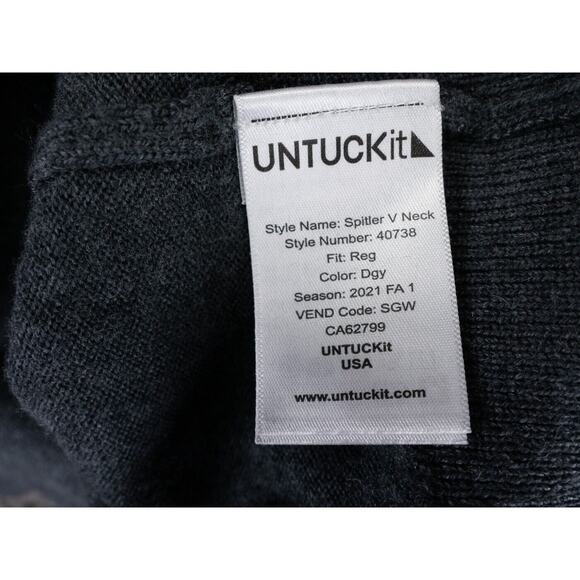 UNTUCKit
Style Name: Spitler V Neck
Style Number: 40738
Fit: Reg
Color: Dgy
Season: 2021 FA 1
VEND Code: SGW
CA62799
UNTUCKit
USA
www.untuckit.com